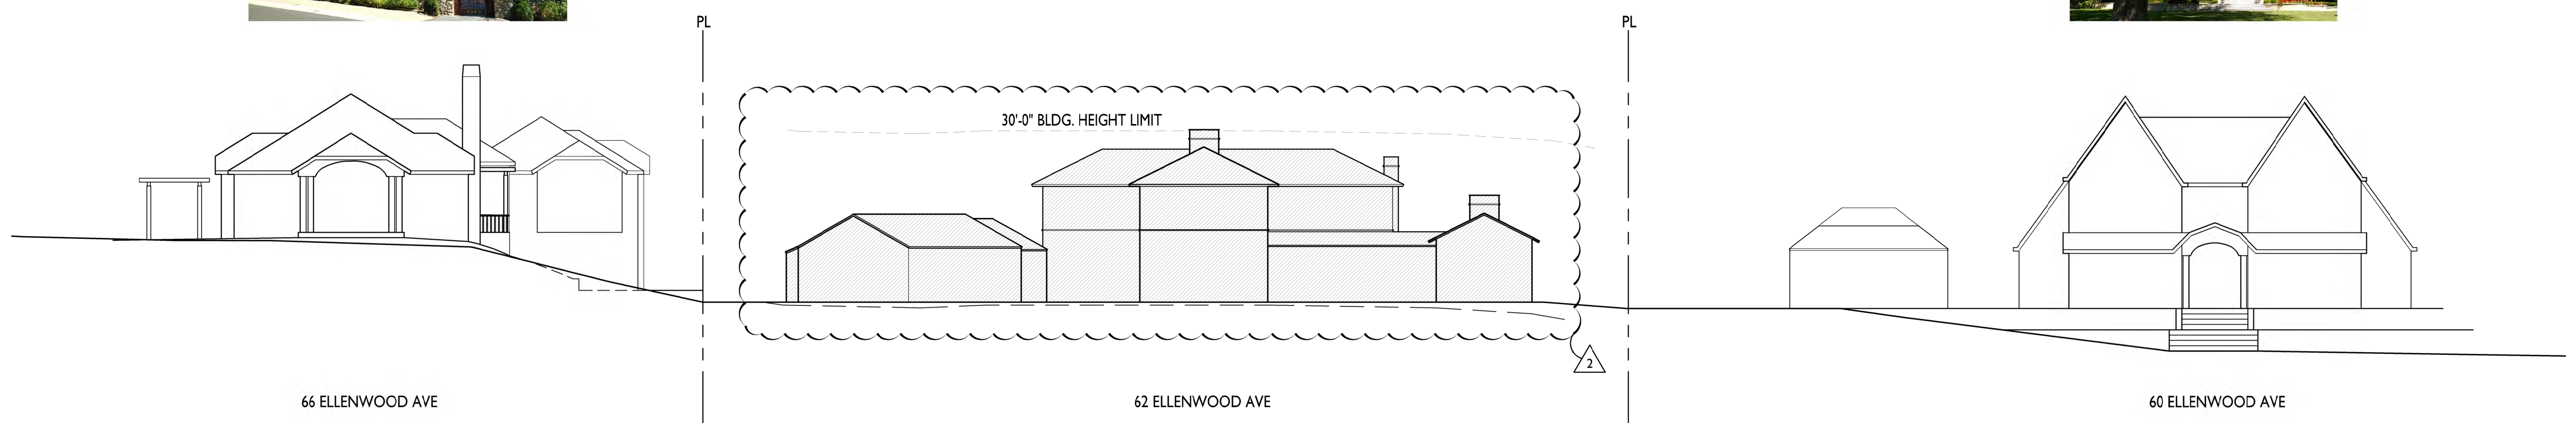 PL
PL
30'-0" BLDG. HEIGHT LIMIT
2
66 ELLENWOOD AVE
62 ELLENWOOD AVE
60 ELLENWOOD AVE